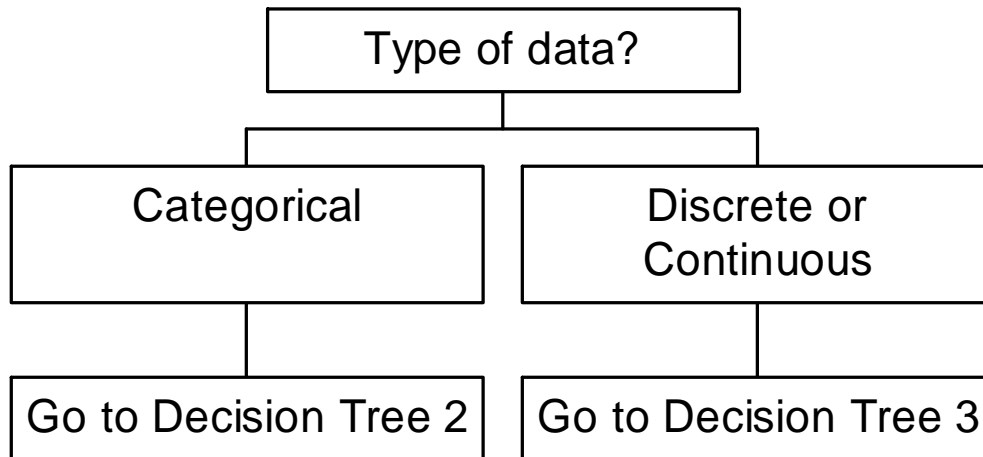 Type of data?
Categorical
Discrete or
Continuous
Go to Decision Tree 2
Go to Decision Tree 3